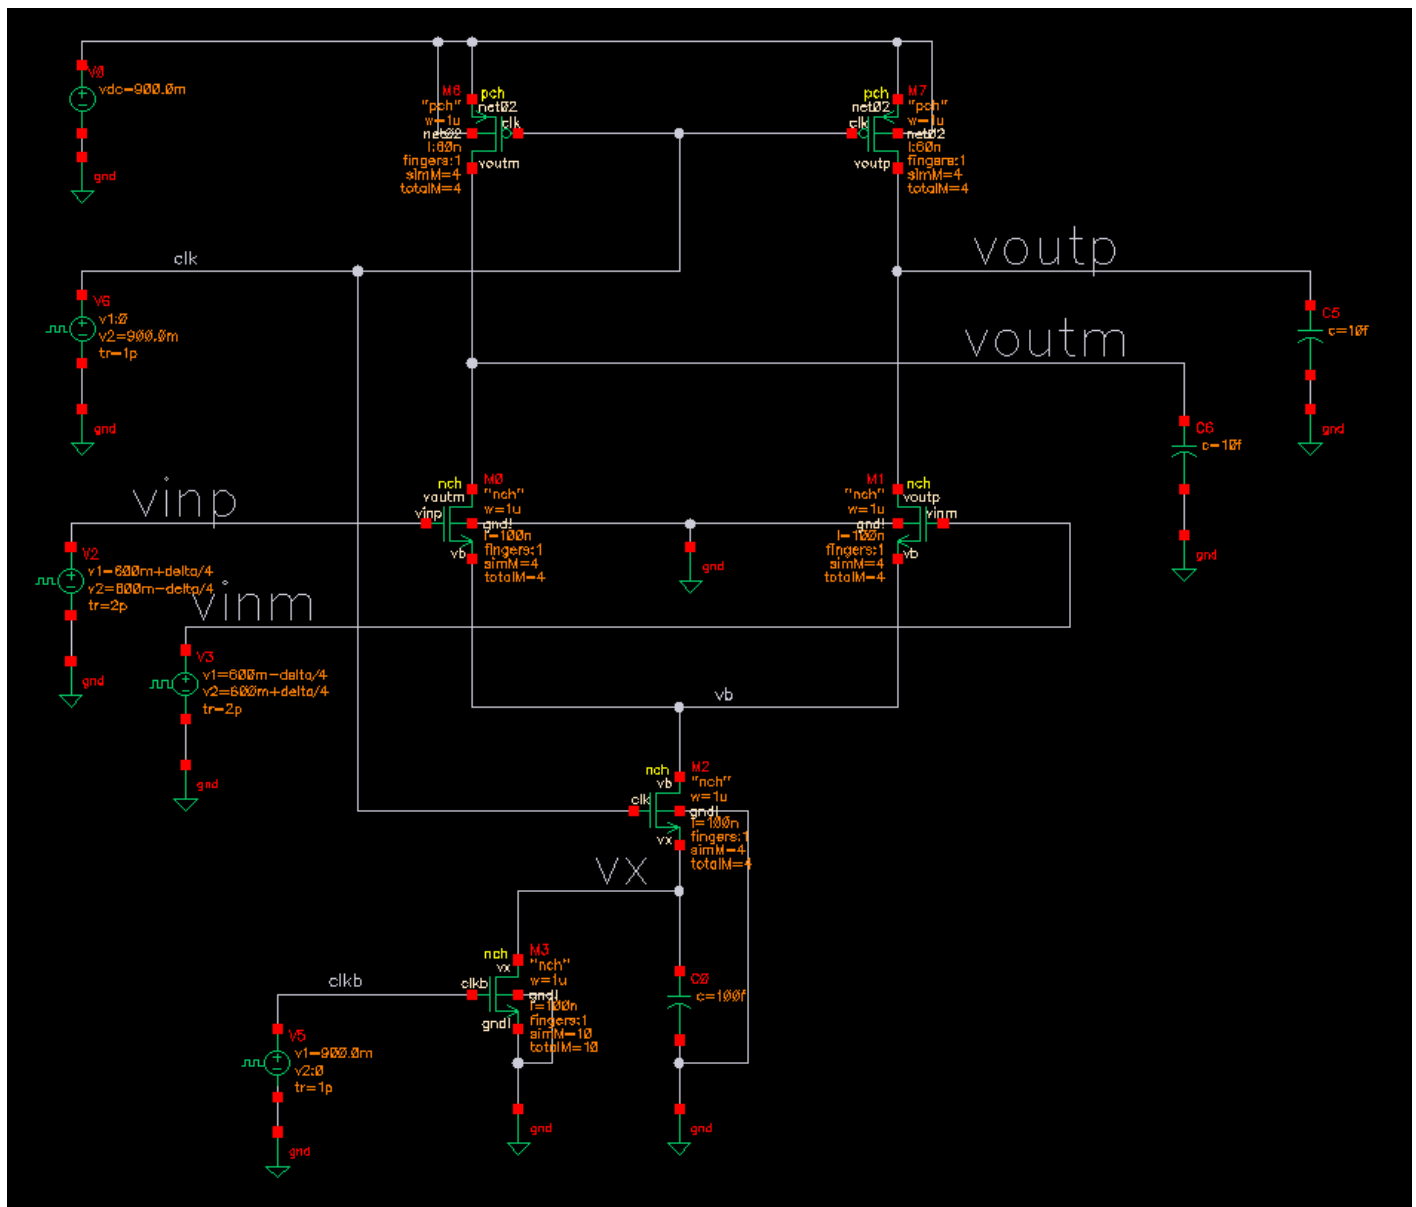 V0
vdc=900.0m
gnd
M6
pch
net02
"pch"
w=1u
clk
net02
l:60n
fingers:1
simM=4
totalM=4
voutm
pch
M7
net02
"pch"
w=1u
clk
net02
l:60n
fingers:1
simM=4
totalM=4
voutp
clk
voutp
V8
v1:0
v2=900.0m
tr=1p
gnd
C5
c=10f
gnd
voutm
C6
c=10f
gnd
vinp
M0
nch
voutm
"nch"
w=1u
vinp
gnd!
l=100n
fingers:1
simM=4
totalM=4
vb
gnd
M1
nch
voutp
"nch"
w=1u
vinm
gnd!
l=100n
fingers:1
simM=4
totalM=4
vb
V2
v1=600m+delta/4
v2=600m-delta/4
tr=2p
gnd
vinm
V3
v1=600m-delta/4
v2=600m+delta/4
tr=2p
gnd
vb
M2
nch
vb
"nch"
w=1u
clk
gnd!
l=100n
fingers:1
simM=4
totalM=4
vx
vx
M3
nch
vx
"nch"
w=1u
clkb
gnd!
l=100n
fingers:1
simM=10
totalM=10
gnd!
gnd
C0
c=100f
gnd
clkb
V5
v1=900.0m
v2:0
tr=1p
gnd